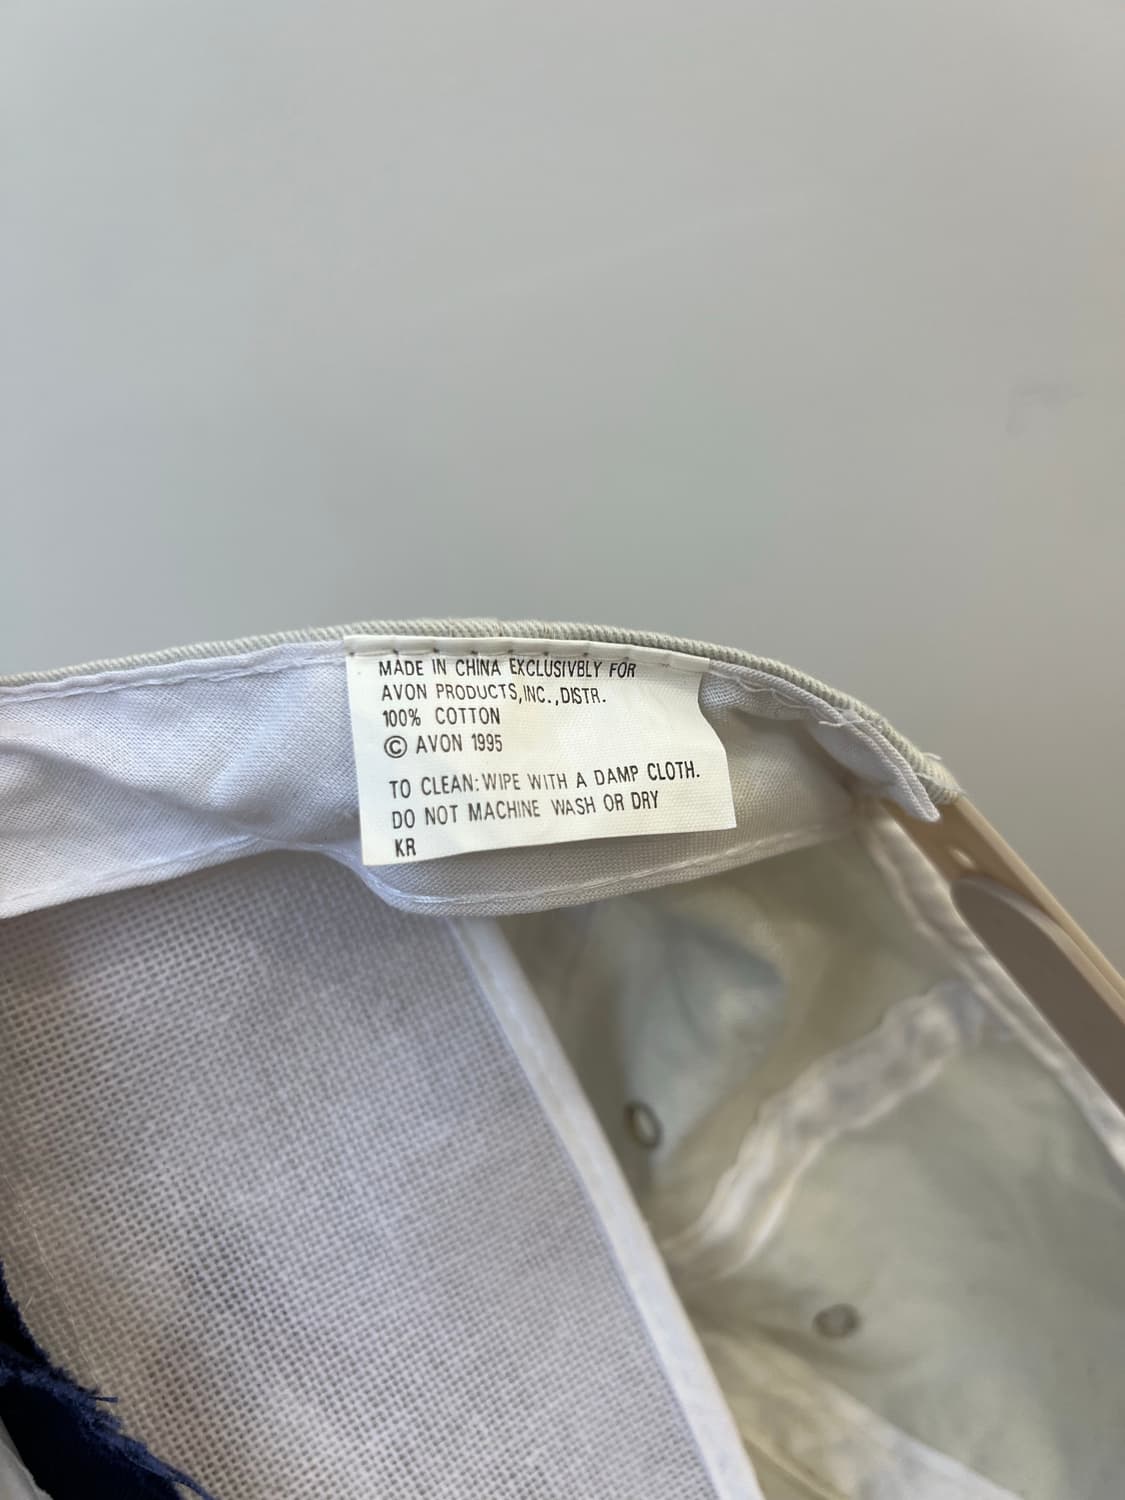 MADE IN CHINA EXCLUSIVBLY FOR
AVON PRODUCTS,INC.,DISTR.
100% COTTON
© AVON 1995
TO CLEAN: WIPE WITH A DAMP CLOTH.
DO NOT MACHINE WASH OR DRY
KR